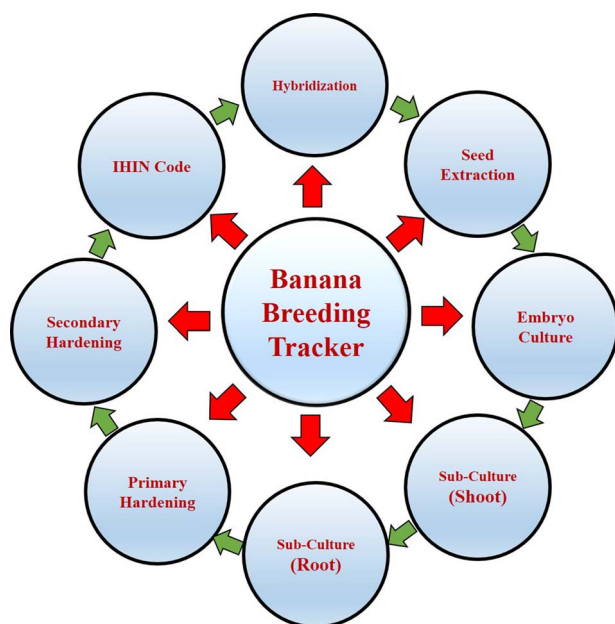 Hybridization
Seed
Extraction
Embryo
Culture
Sub-Culture
(Shoot)
Sub-Culture
(Root)
Primary
Hardening
Secondary
Hardening
IHIN Code
Banana
Breeding
Tracker